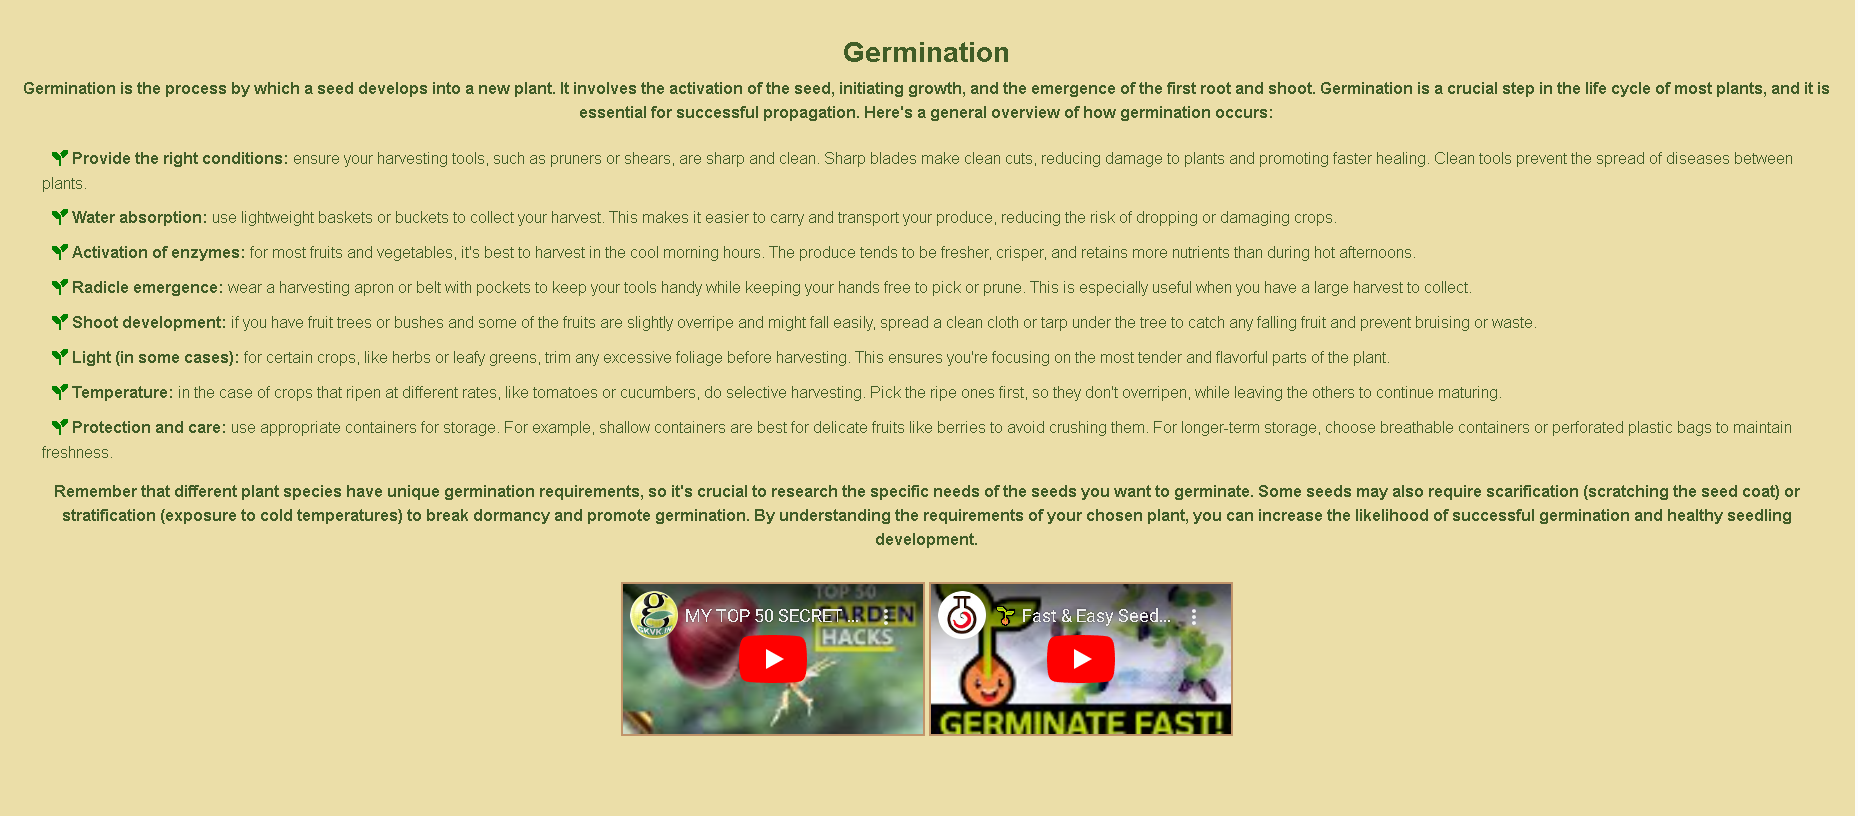 Germination
Germination is the process by which a seed develops into a new plant. It involves the activation of the seed, initiating growth, and the emergence of the first root and shoot. Germination is a crucial step in the life cycle of most plants, and it is
essential for successful propagation. Here's a general overview of how germination occurs:
Provide the right conditions: ensure your harvesting tools, such as pruners or shears, are sharp and clean. Sharp blades make clean cuts, reducing damage to plants and promoting faster healing. Clean tools prevent the spread of diseases between
plants.
Water absorption: use lightweight baskets or buckets to collect your harvest. This makes it easier to carry and transport your produce, reducing the risk of dropping or damaging crops.
Activation of enzymes: for most fruits and vegetables, it's best to harvest in the cool morning hours. The produce tends to be fresher, crisper, and retains more nutrients than during hot afternoons.
Radicle emergence: wear a harvesting apron or belt with pockets to keep your tools handy while keeping your hands free to pick or prune. This is especially useful when you have a large harvest to collect.
Shoot development: if you have fruit trees or bushes and some of the fruits are slightly overripe and might fall easily, spread a clean cloth or tarp under the tree to catch any falling fruit and prevent bruising or waste.
Light (in some cases): for certain crops, like herbs or leafy greens, trim any excessive foliage before harvesting. This ensures you're focusing on the most tender and flavorful parts of the plant.
Temperature: in the case of crops that ripen at different rates, like tomatoes or cucumbers, do selective harvesting. Pick the ripe ones first, so they don't overripen, while leaving the others to continue maturing.
Protection and care: use appropriate containers for storage. For example, shallow containers are best for delicate fruits like berries to avoid crushing them. For longer-term storage, choose breathable containers or perforated plastic bags to maintain
freshness.
Remember that different plant species have unique germination requirements, so it's crucial to research the specific needs of the seeds you want to germinate. Some seeds may also require scarification (scratching the seed coat) or
stratification (exposure to cold temperatures) to break dormancy and promote germination. By understanding the requirements of your chosen plant, you can increase the likelihood of successful germination and healthy seedling
development.
TOP 50
MY TOP 50 SECRET ...
GARDEN
HACKS
g
GKVK IN
Fast & Easy Seed...
GERMINATE FAST!